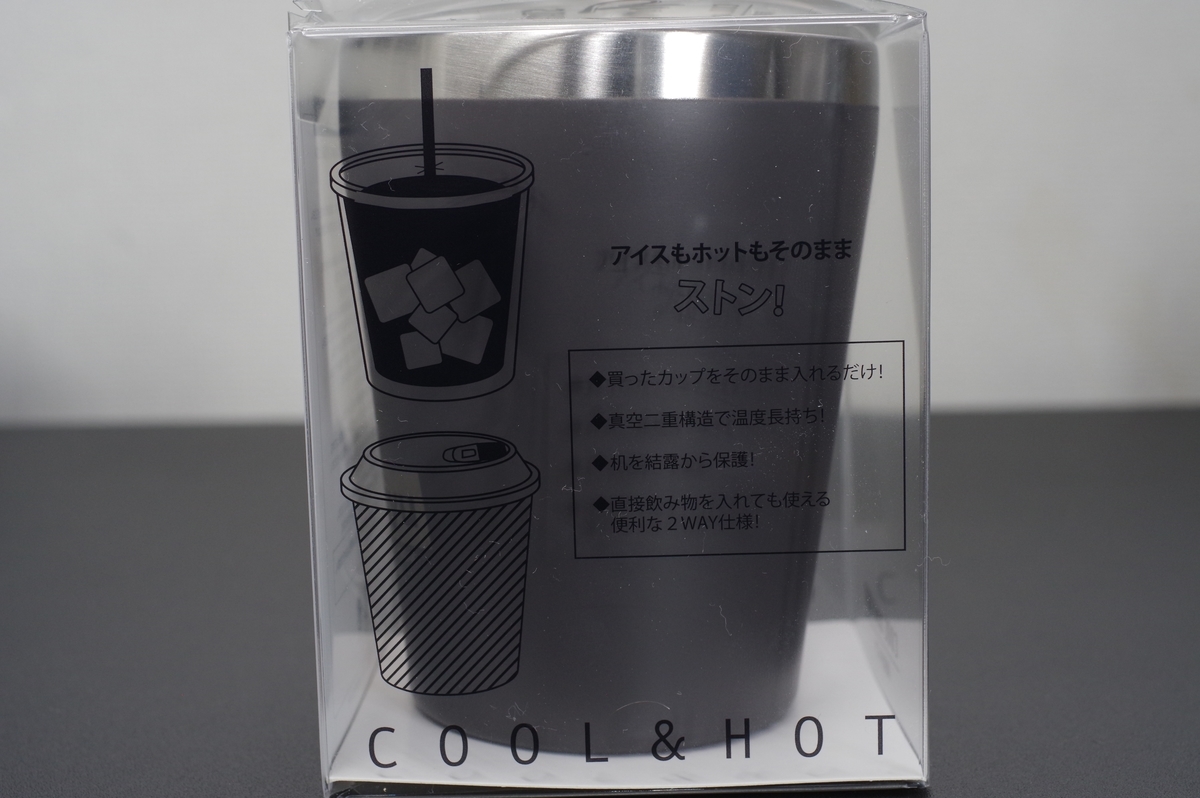 アイスもホットもそのまま
ストン!
◆買ったカップをそのまま入れるだけ!
◆真空二重構造で温度長持ち!
◆机を結露から保護!
◆直接飲み物を入れても使える
便利な2WAY仕様!
COOL&HOT